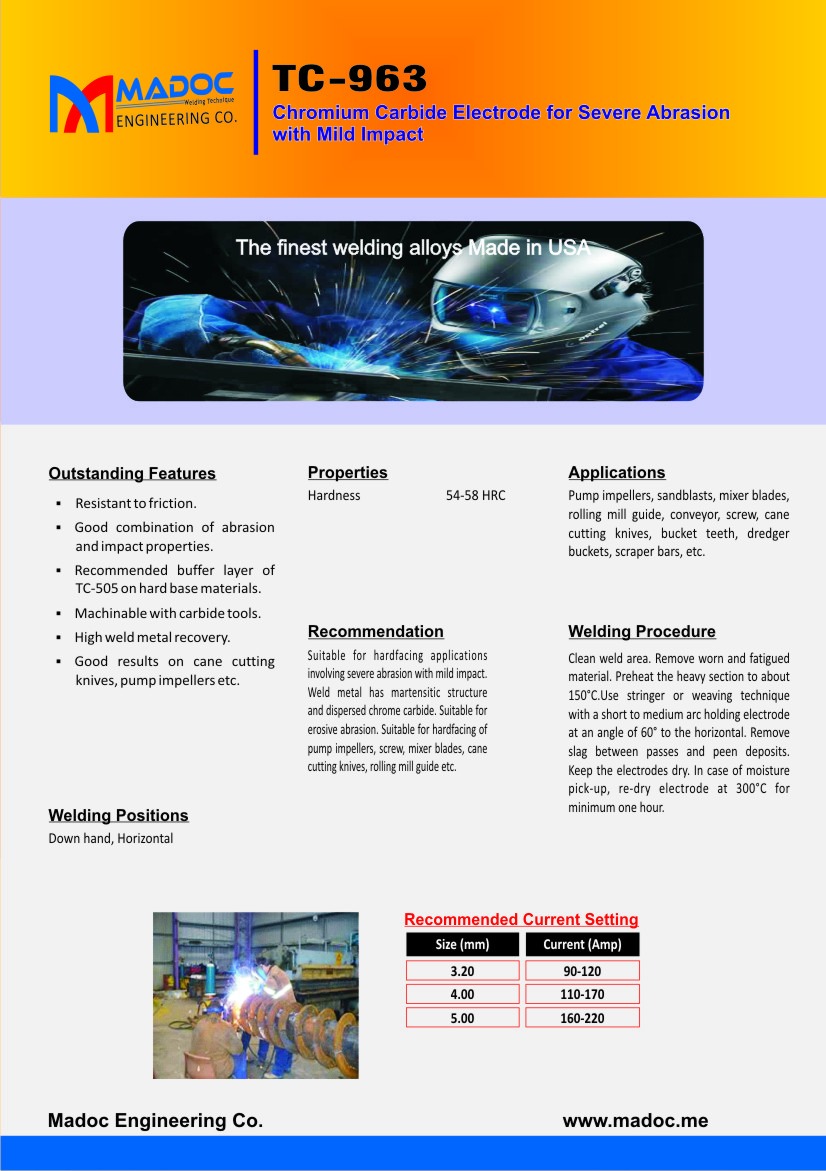 MADOC
Welding Technique
ENGINEERING CO.
TC-963
Chromium Carbide Electrode for Severe Abrasion
with Mild Impact
The finest welding alloys Made in USA
optrel
Outstanding Features
▪ Resistant to friction.
▪ Good combination of abrasion
and impact properties.
▪ Recommended buffer layer of
TC-505 on hard base materials.
▪ Machinable with carbide tools.
▪ High weld metal recovery.
▪ Good results on cane cutting
knives, pump impellers etc.
Welding Positions
Down hand, Horizontal
Properties
Hardness 54-58 HRC
Recommendation
Suitable for hardfacing applications
involving severe abrasion with mild impact.
Weld metal has martensitic structure
and dispersed chrome carbide. Suitable for
erosive abrasion. Suitable for hardfacing of
pump impellers, screw, mixer blades, cane
cutting knives, rolling mill guide etc.
Applications
Pump impellers, sandblasts, mixer blades,
rolling mill guide, conveyor, screw, cane
cutting knives, bucket teeth, dredger
buckets, scraper bars, etc.
Welding Procedure
Clean weld area. Remove worn and fatigued
material. Preheat the heavy section to about
150°C.Use stringer or weaving technique
with a short to medium arc holding electrode
at an angle of 60° to the horizontal. Remove
slag between passes and peen deposits.
Keep the electrodes dry. In case of moisture
pick-up, re-dry electrode at 300°C for
minimum one hour.
Recommended Current Setting
Size (mm) Current (Amp)
3.20 90-120
4.00 110-170
5.00 160-220
Madoc Engineering Co. www.madoc.me